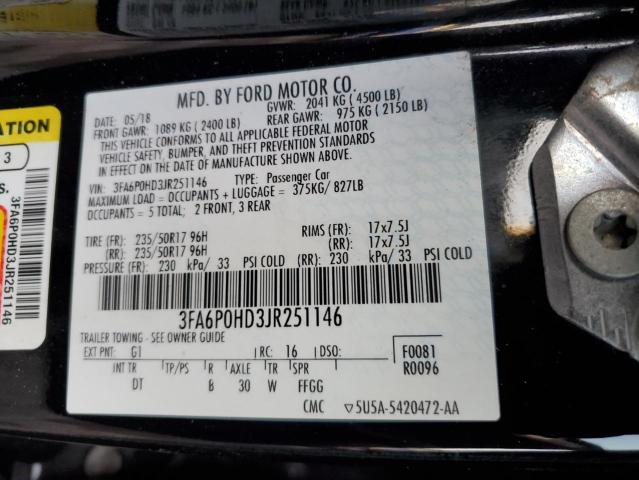 MFD. BY FORD MOTOR CO.
05/18 GVWR: 2041 KG ( 4500 LB)
FRONT GAWR: 1089 KG ( 2400 LB) REAR GAWR: 975 KG ( 2150 LB)
THIS VEHICLE CONFORMS TO ALL APPLICABLE FEDERAL MOTOR
VEHICLE SAFETY, BUMPER, AND THEFT PREVENTION STANDARDS
IN EFFECT ON THE DATE OF MANUFACTURE SHOWN ABOVE.
VIN: 3FA6P0HD3JR251146 TYPE: Passenger Car
MAXIMUM LOAD = OCCUPANTS + LUGGAGE = 375KG/ 827LB
OCCUPANTS = 5 TOTAL; 2 FRONT, 3 REAR
TIRE (FR): 235/50R17 96H RIMS (FR): 17x7.5J
(RR): 235/50R17 96H (RR): 17x7.5J
PRESSURE (FR): 230 kPa/ 33 PSI COLD (RR): 230 kPa/ 33 PSI COLD
3FA6P0HD3JR251146
TRAILER TOWING - SEE OWNER GUIDE
EXT PNT: G1 RC: 16 DSO: F0081
INT TR TP/PS R AXLE TR SPR R0096
DT B 30 W FFGG
CMC ▽5U5A-5420472-AA
ATION
3
s.
3FA6P0HD3JR251146